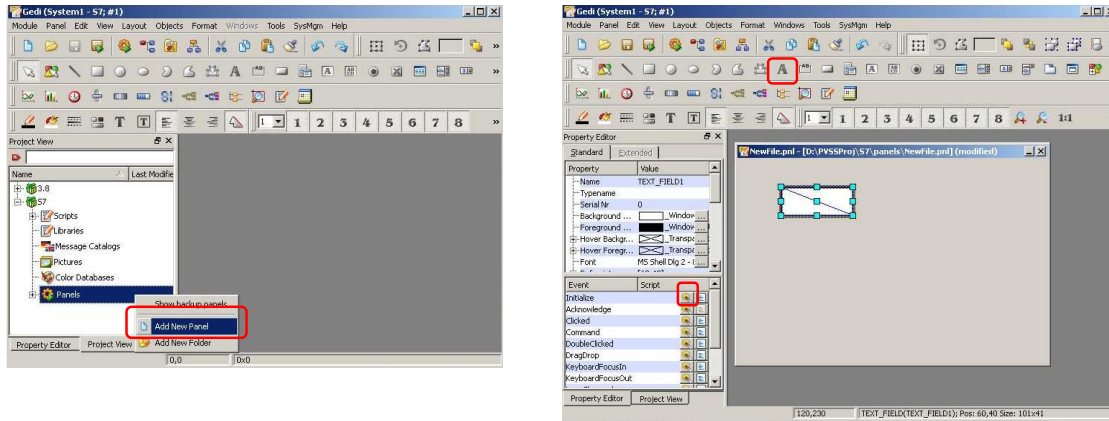 Gedi (System1 - S7; #1)
Module Panel Edit View Layout Objects Format Windows Tools SysMgm Help
A
T T 1 1 2 3 4 5 6 7 8 »
Project View
Name Last Modifie
3.8
S7
Scripts
Libraries
Message Catalogs
Pictures
Color Databases
Panels
Show backup panels
Add New Panel
Add New Folder
Property Editor Project View
0,0 0x0
Gedi (System1 - S7; #1)
Module Panel Edit View Layout Objects Format Windows Tools SysMgm Help
A
T T 1 1 2 3 4 5 6 7 8 1:1
Property Editor
Standard Extended
Property Value
Name TEXT_FIELD1
Typename
Serial Nr 0
Background ... _Window ...
Foreground ... _Window ...
Hover Backgr... _Transpa ...
Hover Foregr... _Transpa ...
Font MS Shell Dlg 2 - ...
Event Script
Initialize
Acknowledge
Clicked
Command
DoubleClicked
DragDrop
KeyboardFocusIn
KeyboardFocusOut
Property Editor Project View
NewFile.pnl - [D:\PVSSProj\S7\panels\NewFile.pnl] (modified)
120,230 TEXT_FIELD(TEXT_FIELD1); Pos: 60,40 Size: 101x41